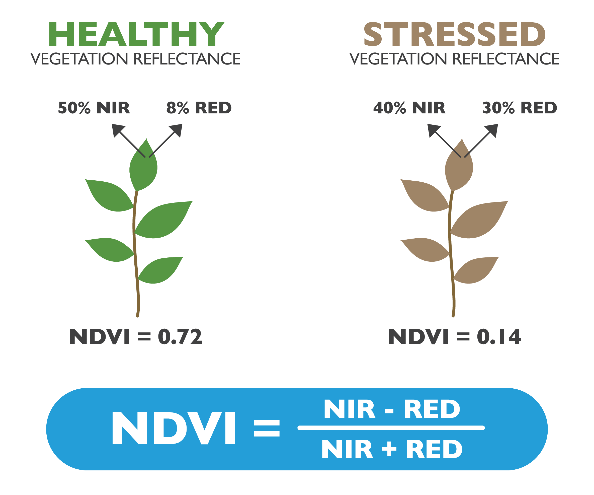 HEALTHY
VEGETATION REFLECTANCE
50% NIR
8% RED
NDVI = 0.72
STRESSED
VEGETATION REFLECTANCE
40% NIR
30% RED
NDVI = 0.14
NDVI = NIR - RED
NIR + RED